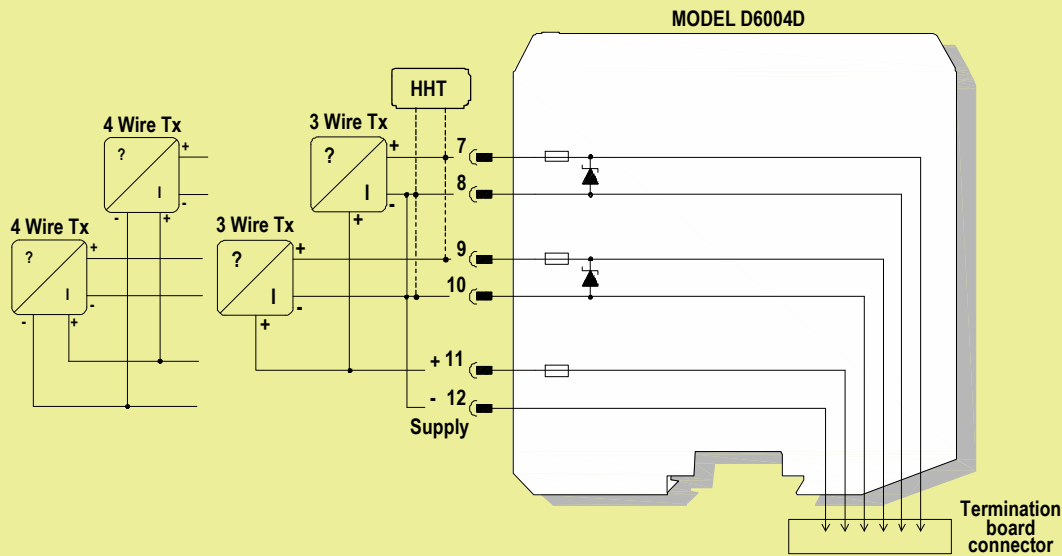 MODEL D6004D
HHT
4 Wire Tx
?
I
+
-
-
+
3 Wire Tx
?
I
+
-
+
7
8
4 Wire Tx
?
I
+
-
-
+
3 Wire Tx
?
I
+
-
+
9
10
+ 11
- 12
Supply
Termination
board
connector